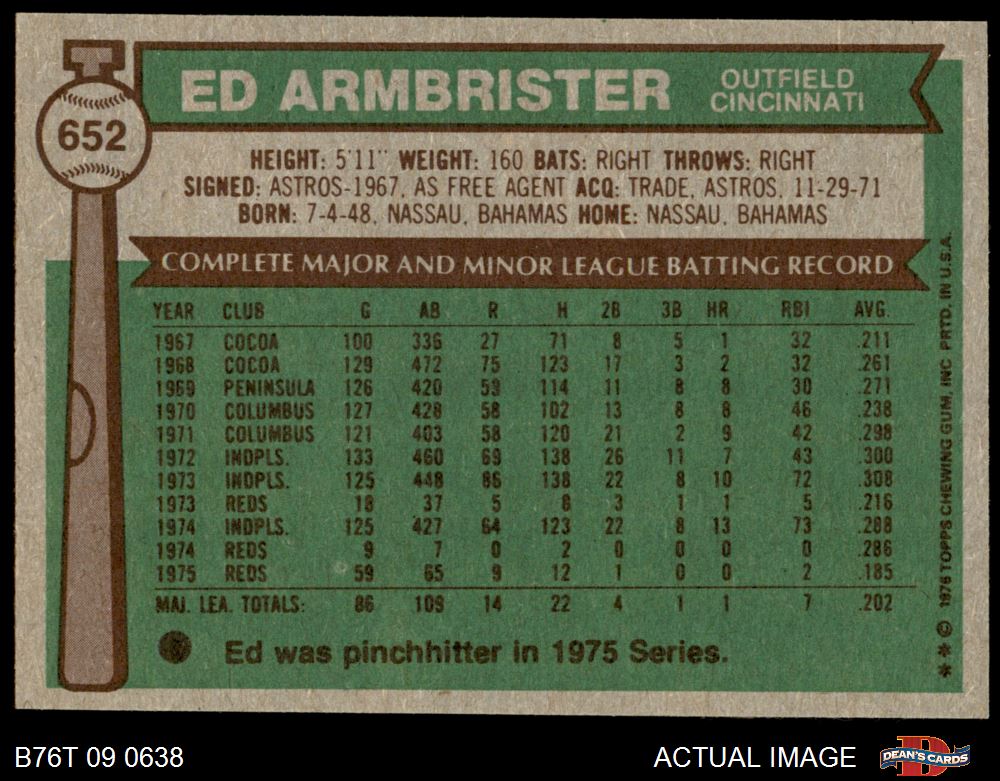 652
ED ARMBRISTER
OUTFIELD
CINCINNATI
HEIGHT: 5'11" WEIGHT: 160 BATS: RIGHT THROWS: RIGHT
SIGNED: ASTROS-1967, AS FREE AGENT ACQ: TRADE, ASTROS, 11-29-71
BORN: 7-4-48, NASSAU, BAHAMAS HOME: NASSAU, BAHAMAS
COMPLETE MAJOR AND MINOR LEAGUE BATTING RECORD
YEAR CLUB G AB R H 2B 3B HR RBI AVG.
1967 COCOA 100 336 27 71 8 5 1 32 .211
1968 COCOA 129 472 75 123 17 3 2 32 .261
1969 PENINSULA 126 420 59 114 11 8 8 30 .271
1970 COLUMBUS 127 428 58 102 13 8 8 46 .238
1971 COLUMBUS 121 403 58 120 21 2 9 42 .298
1972 INDPLS. 133 460 69 138 26 11 7 43 .300
1973 INDPLS. 125 448 86 138 22 8 10 72 .308
1973 REDS 18 37 5 8 3 1 1 5 .216
1974 INDPLS. 125 427 64 123 22 8 13 73 .288
1974 REDS 9 7 0 2 0 0 0 0 .286
1975 REDS 59 65 9 12 1 0 0 2 .185
MAJ. LEA. TOTALS: 86 109 14 22 4 1 1 7 .202
Ed was pinchhitter in 1975 Series.
** © 1976 TOPPS CHEWING GUM, INC PRTD. IN U.S.A.
B76T 09 0638
ACTUAL IMAGE
DEAN'S CARDS